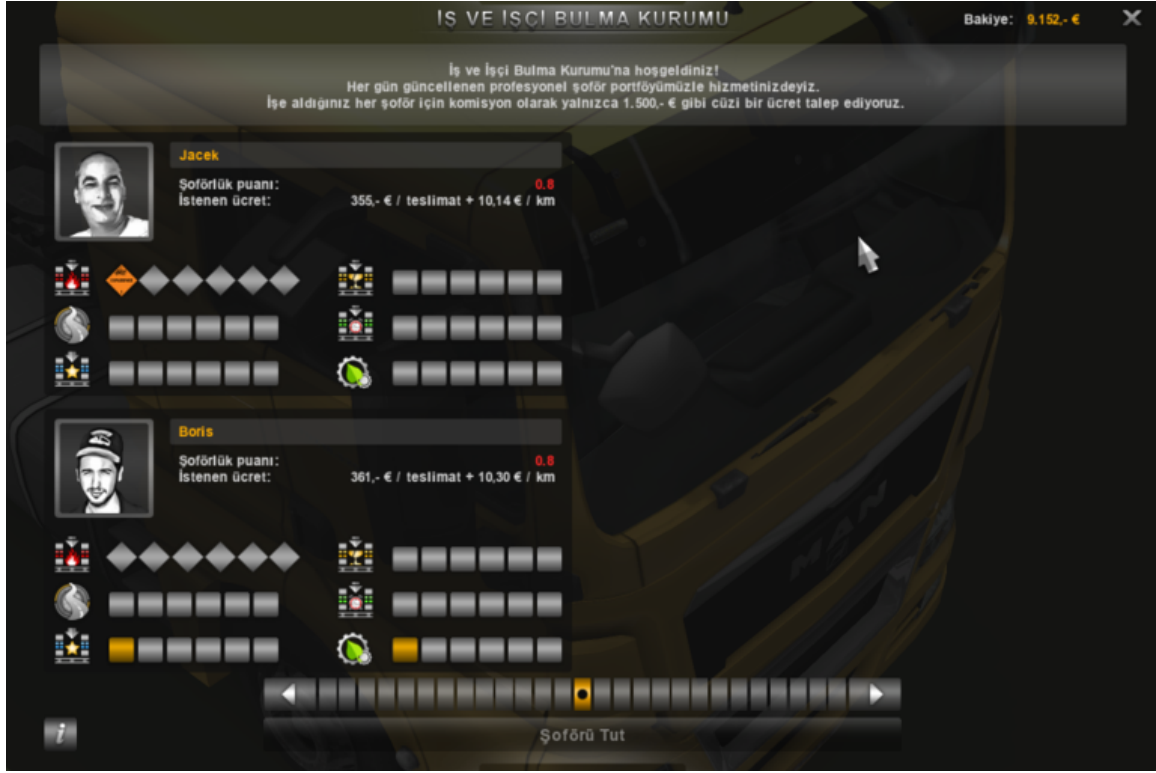 İŞ VE İŞÇİ BULMA KURUMU
Bakiye: 9.152,- €
İş ve İşçi Bulma Kurumu'na hoşgeldiniz!
Her gün güncellenen profesyonel şoför portföyümüzle hizmetinizdeyiz.
İşe aldığınız her şoför için komisyon olarak yalnızca 1.500,- € gibi cüzi bir ücret talep ediyoruz.
Jacek
Şoförlük puanı: 0.8
İstenen ücret: 355,- € / teslimat + 10,14 € / km
Boris
Şoförlük puanı: 0.8
İstenen ücret: 361,- € / teslimat + 10,30 € / km
MAN
i
Şoförü Tut